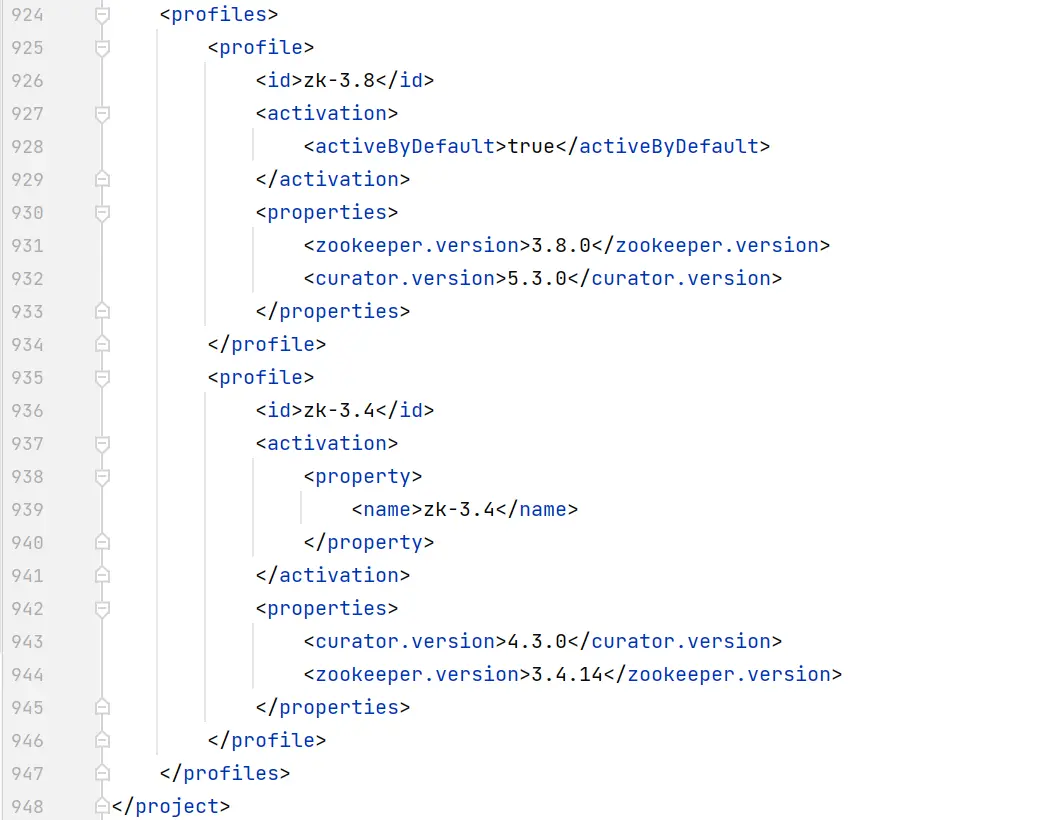 924 <profiles>
925 <profile>
926 <id>zk-3.8</id>
927 <activation>
928 <activeByDefault>true</activeByDefault>
929 </activation>
930 <properties>
931 <zookeeper.version>3.8.0</zookeeper.version>
932 <curator.version>5.3.0</curator.version>
933 </properties>
934 </profile>
935 <profile>
936 <id>zk-3.4</id>
937 <activation>
938 <property>
939 <name>zk-3.4</name>
940 </property>
941 </activation>
942 <properties>
943 <curator.version>4.3.0</curator.version>
944 <zookeeper.version>3.4.14</zookeeper.version>
945 </properties>
946 </profile>
947 </profiles>
948 </project>